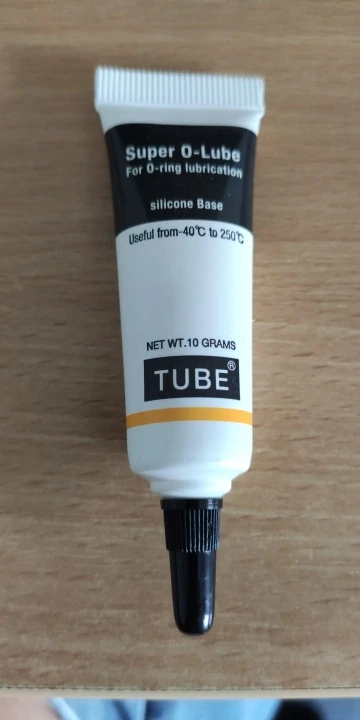 Super O-Lube
For O-ring lubrication
silicone Base
Useful from-40℃ to 250℃
NET WT.10 GRAMS
TUBE®